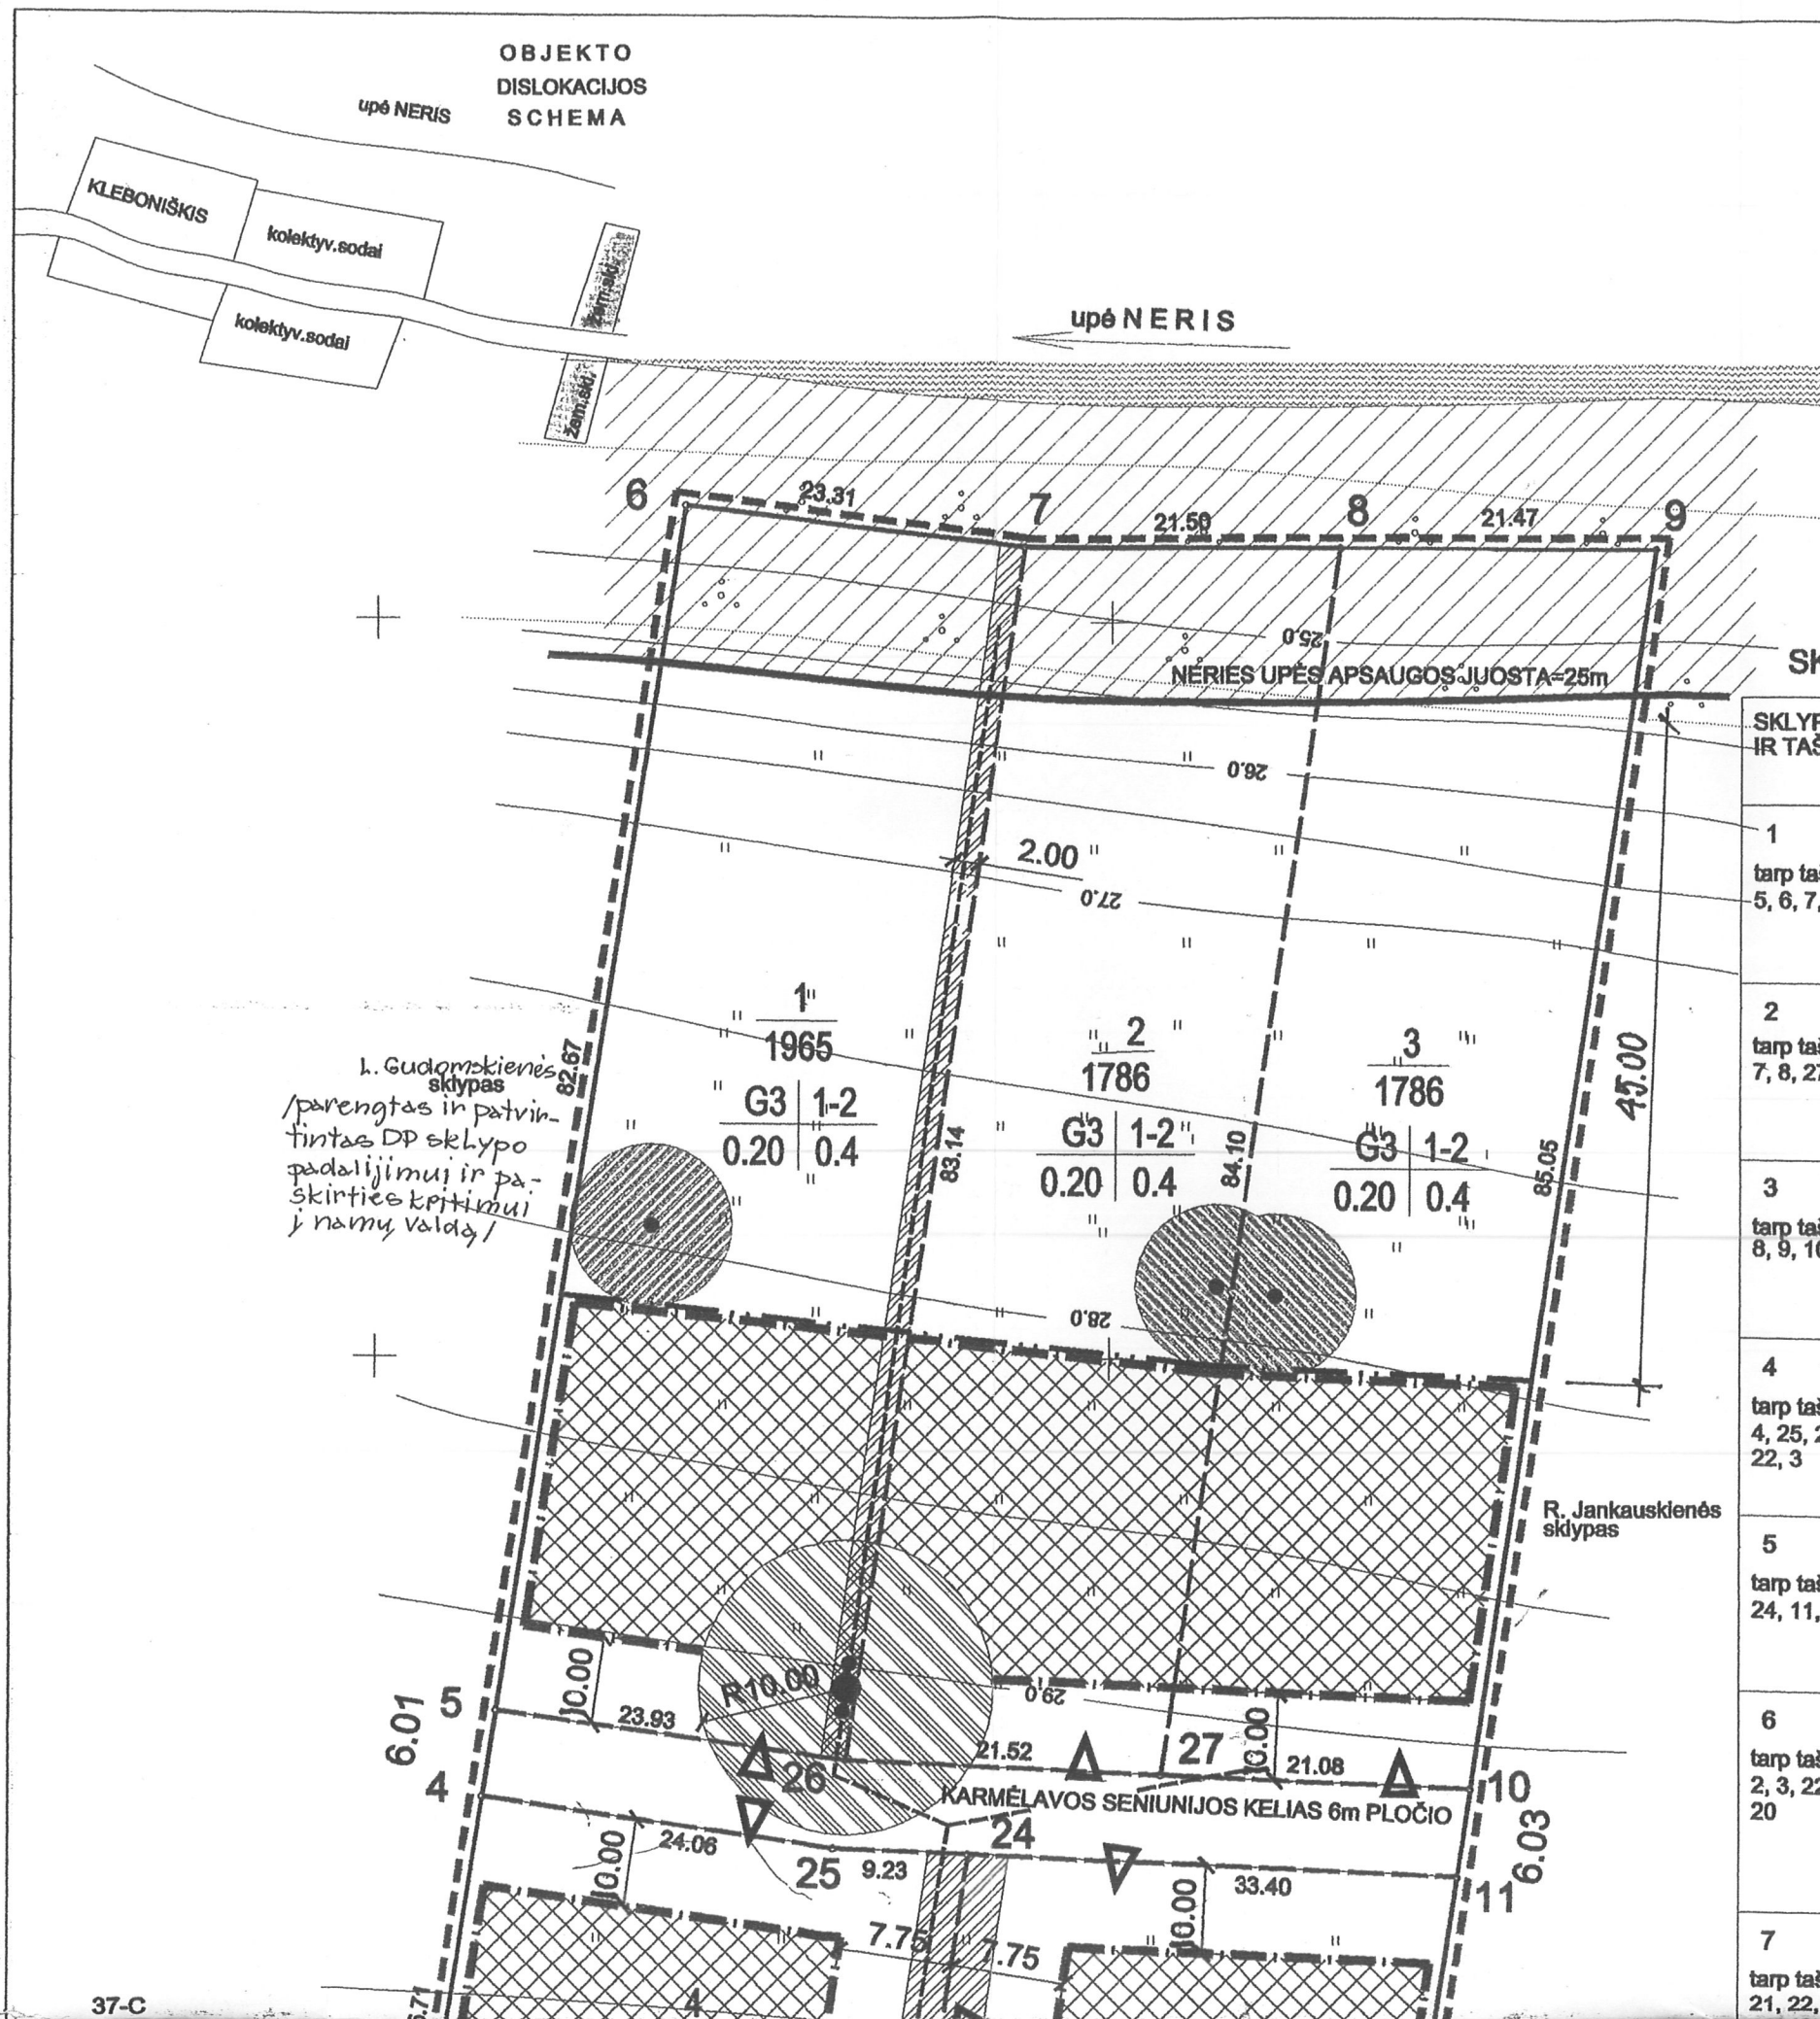 OBJEKTO
DISLOKACIJOS
SCHEMA
upė NERIS
KLEBONIŠKIS
kolektyv.sodai
kolektyv.sodai
žem.skl.
žem.skl.
upė NERIS
6
23.31
7
21.50
8
21.47
9
25.0
NERIES UPĖS APSAUGOS JUOSTA=25m
26.0
2.00
27.0
1
1965
G3 1-2
0.20 0.4
2
1786
G3 1-2
0.20 0.4
3
1786
G3 1-2
0.20 0.4
82.67
83.14
84.10
85.05
45.00
L. Gudomskienės
sklypas
/parengtas ir patvir-
tintas DP sklypo
padalijimui ir pa-
skirties keitimui
į namų valdą/
28.0
R. Jankauskienės
sklypas
R10.00
29.0
10.00
5
23.93
6.01
26
21.52
27
10.00
21.08
10
4
KARMĖLAVOS SENIUNIJOS KELIAS 6m PLOČIO
24
6.03
24.06
25
9.23
33.40
11
10.00
10.00
7.75
7.75
4
37-C
SK
SKLYP
IR TAŠ
1
tarp taš
5, 6, 7,
2
tarp taš
7, 8, 27
3
tarp taš
8, 9, 10
4
tarp taš
4, 25, 2
22, 3
5
tarp taš
24, 11,
6
tarp taš
2, 3, 22
20
7
tarp taš
21, 22,